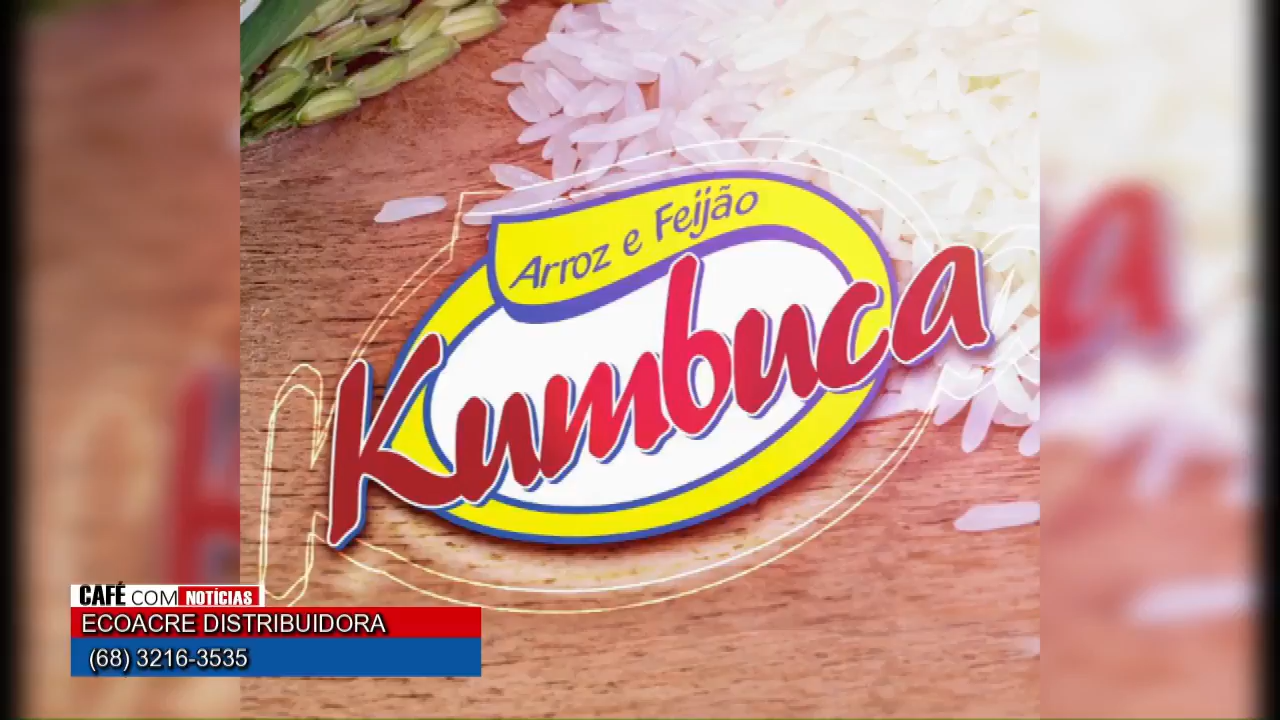 Arroz e Feijão
Kumbuca
CAFÉ COM NOTÍCIAS
ECOACRE DISTRIBUIDORA
(68) 3216-3535